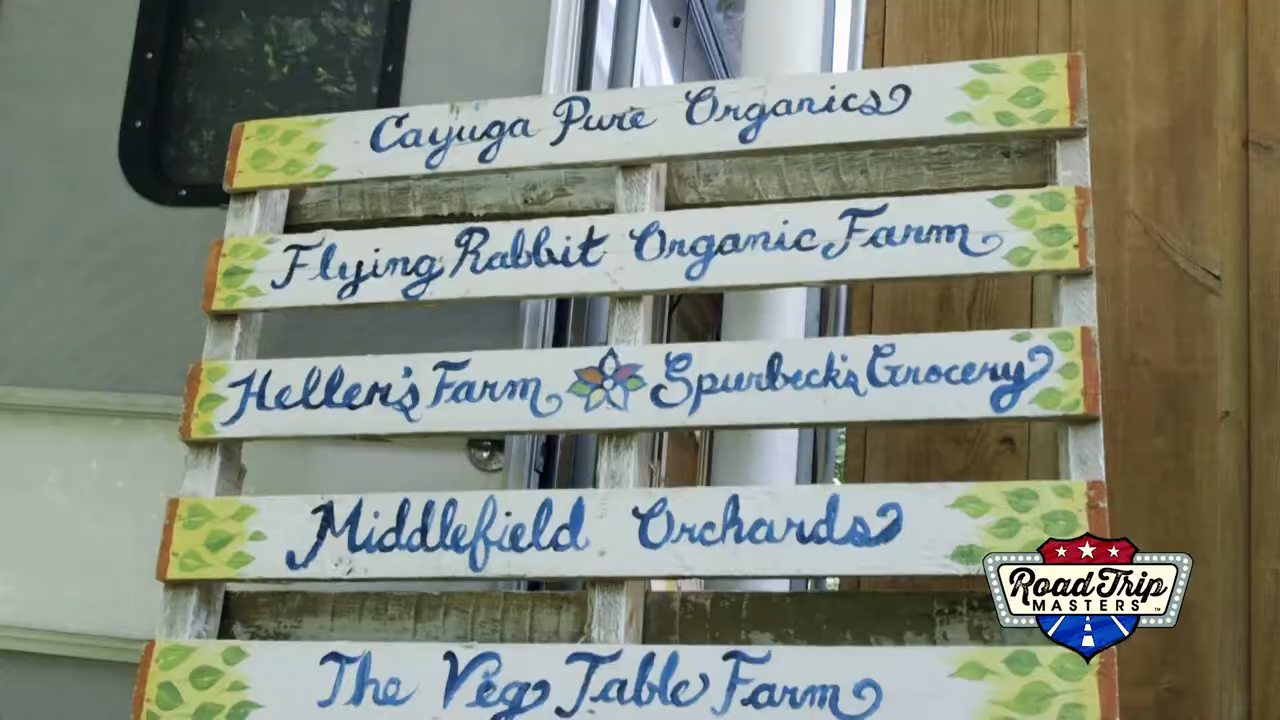 Cayuga Pure Organics
Flying Rabbit Organic Farm
Heller's Farm Spurbeck's Grocery
Middlefield Orchards
The Veg Table Farm
Road Trip
MASTERS™